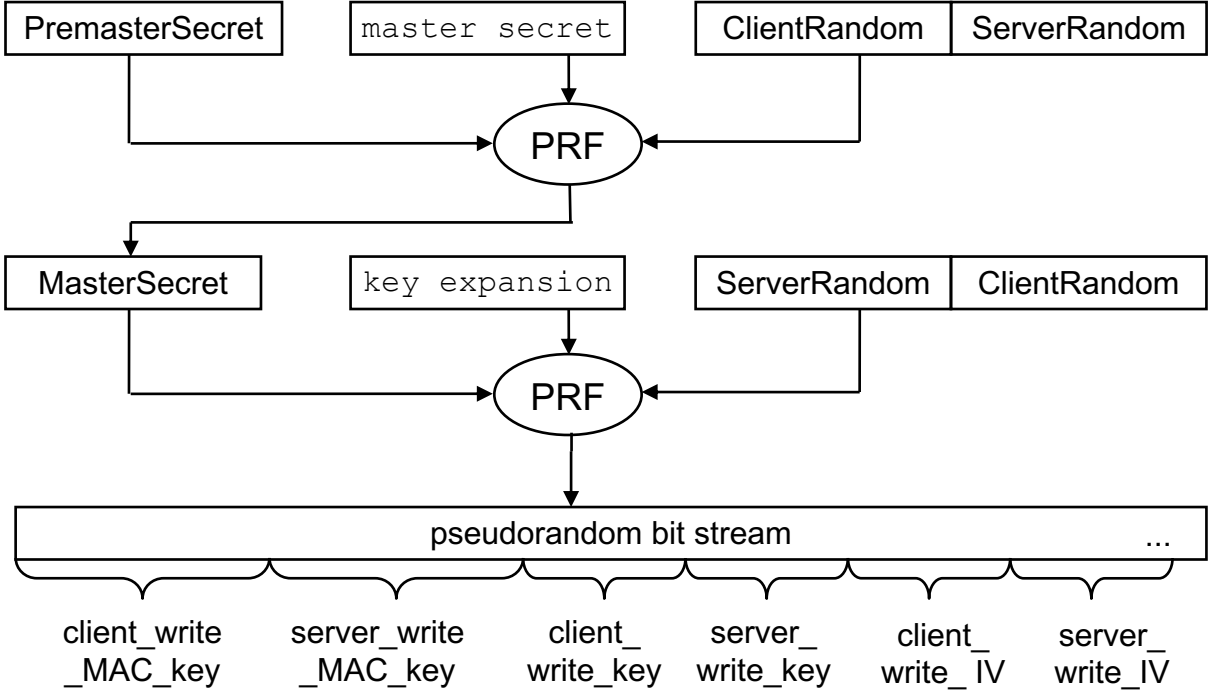 PremasterSecret
master secret
ClientRandom
ServerRandom
PRF
MasterSecret
key expansion
ServerRandom
ClientRandom
PRF
pseudorandom bit stream
...
client_write
_MAC_key
server_write
_MAC_key
client_
write_key
server_
write_key
client_
write_ IV
server_
write_IV